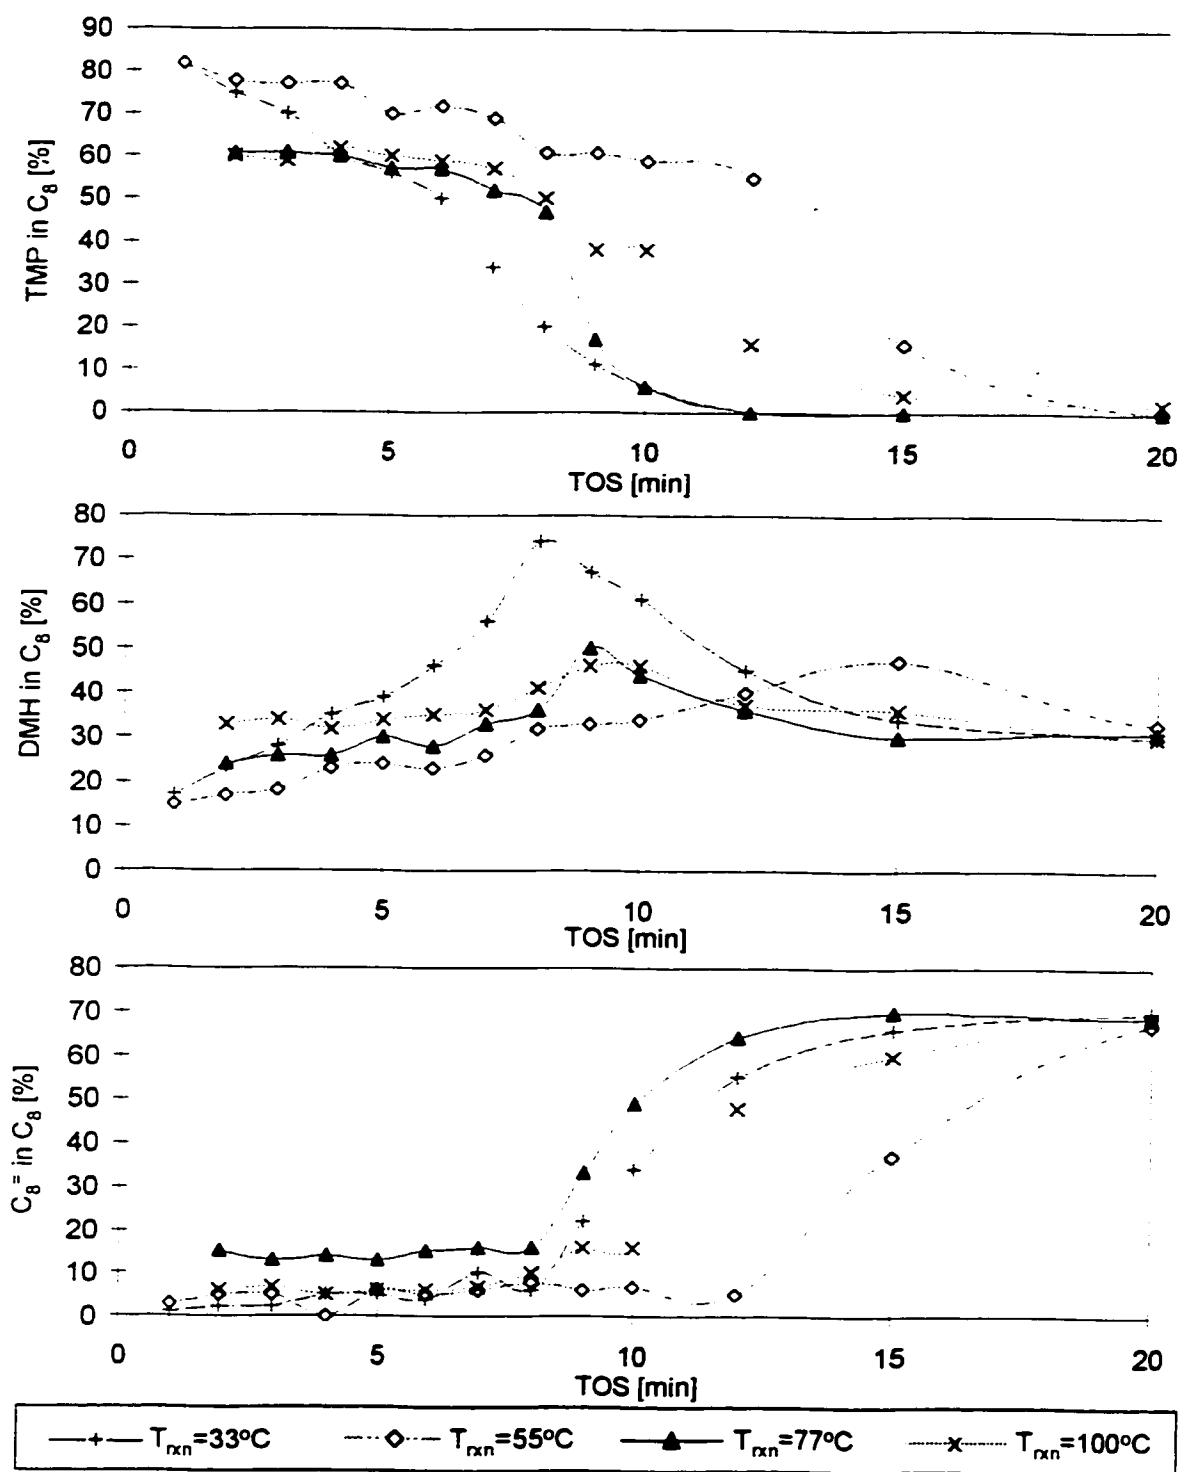 90
80
70
60
50
40
30
20
10
0
TMP in C₈ [%]
0 5 10 15 20
TOS [min]
80
70
60
50
40
30
20
10
0
DMH in C₈ [%]
0 5 10 15 20
TOS [min]
80
70
60
50
40
30
20
10
0
C₈⁼ in C₈ [%]
0 5 10 15 20
TOS [min]
Tᵣₓₙ=33°C Tᵣₓₙ=55°C Tᵣₓₙ=77°C Tᵣₓₙ=100°C